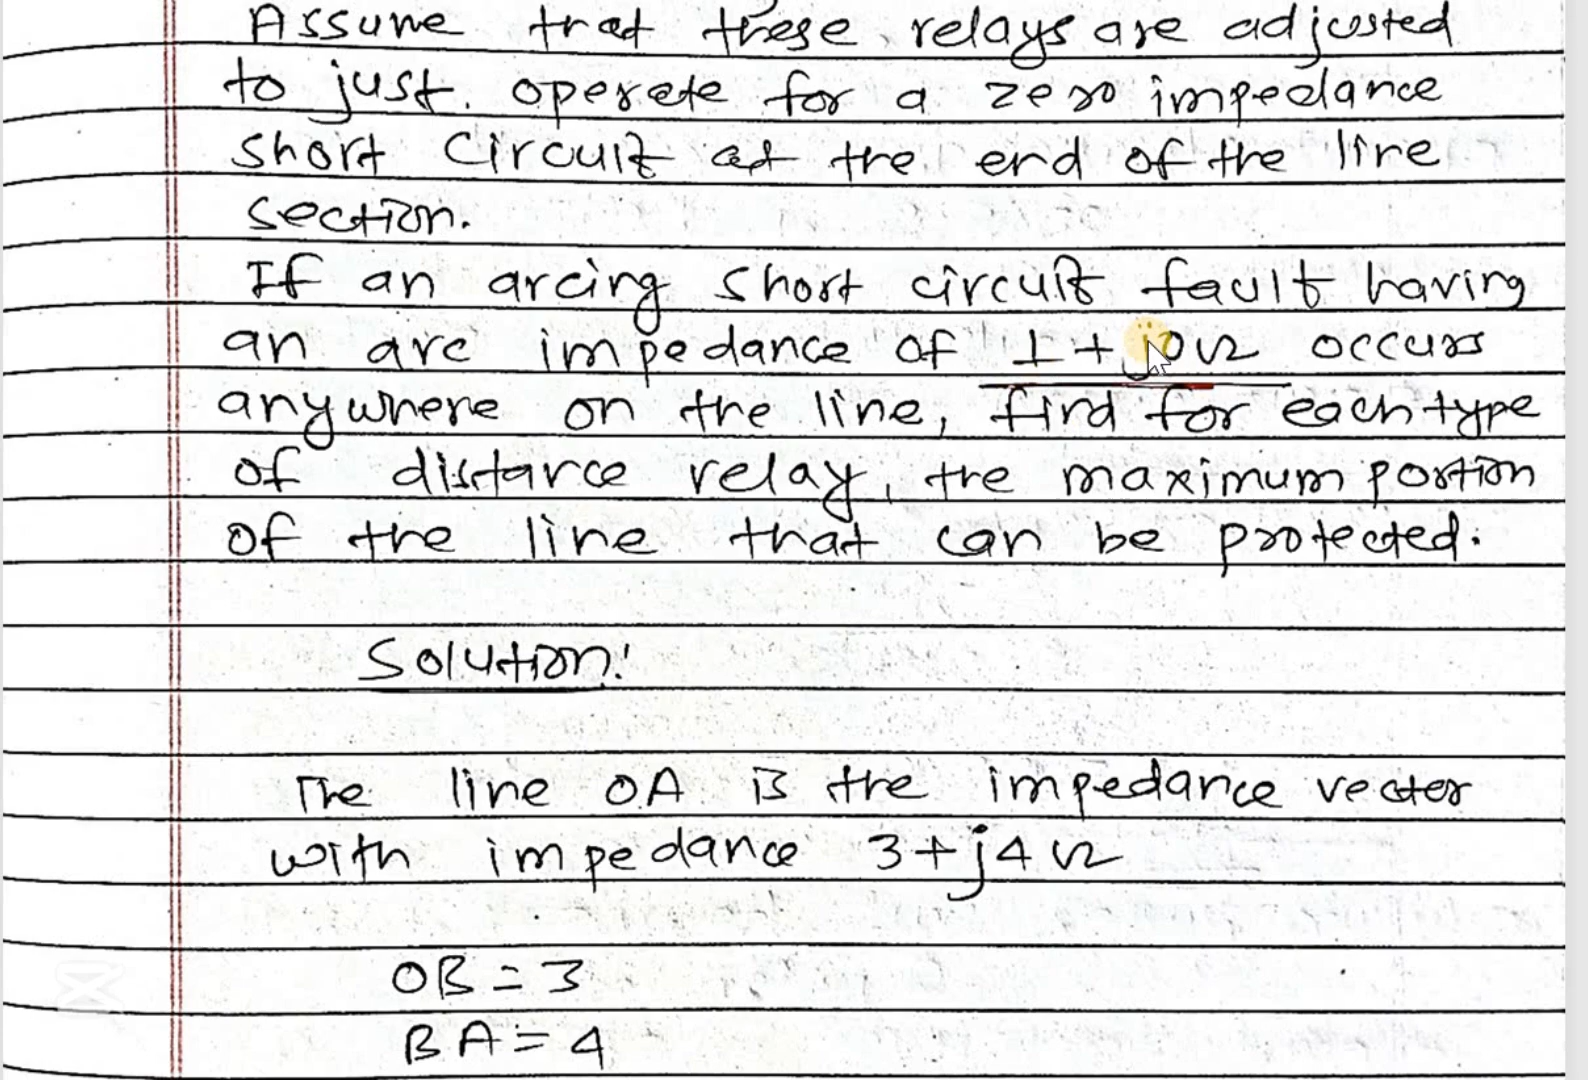 Assume that these relays are adjusted
to just operate for a zero impedance
short circuit at the end of the line
section.
If an arcing short circuit fault having
an arc impedance of 1+j0Ω occurs
anywhere on the line, find for each type
of distance relay, the maximum portion
of the line that can be protected.
Solution:
The line OA is the impedance vector
with impedance 3+j4Ω
OB = 3
BA = 4